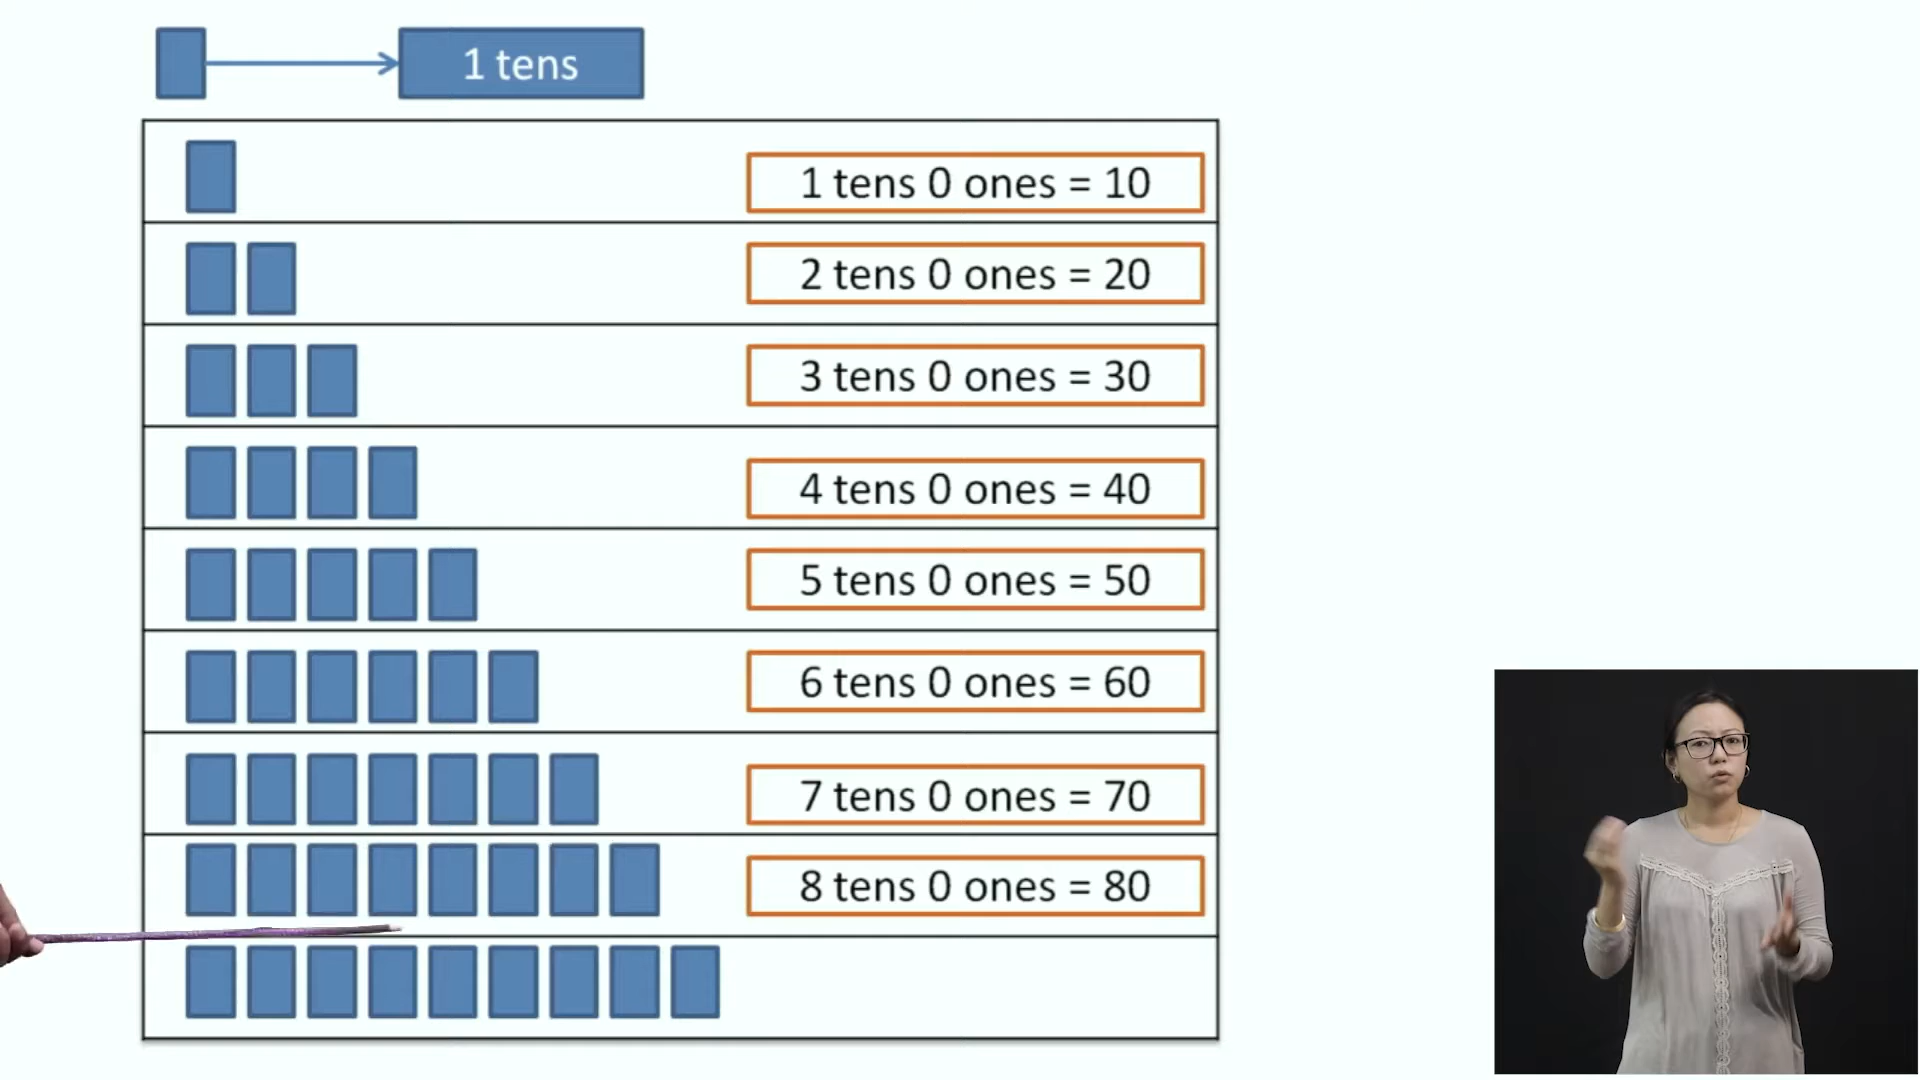 1 tens
1 tens 0 ones = 10
2 tens 0 ones = 20
3 tens 0 ones = 30
4 tens 0 ones = 40
5 tens 0 ones = 50
6 tens 0 ones = 60
7 tens 0 ones = 70
8 tens 0 ones = 80